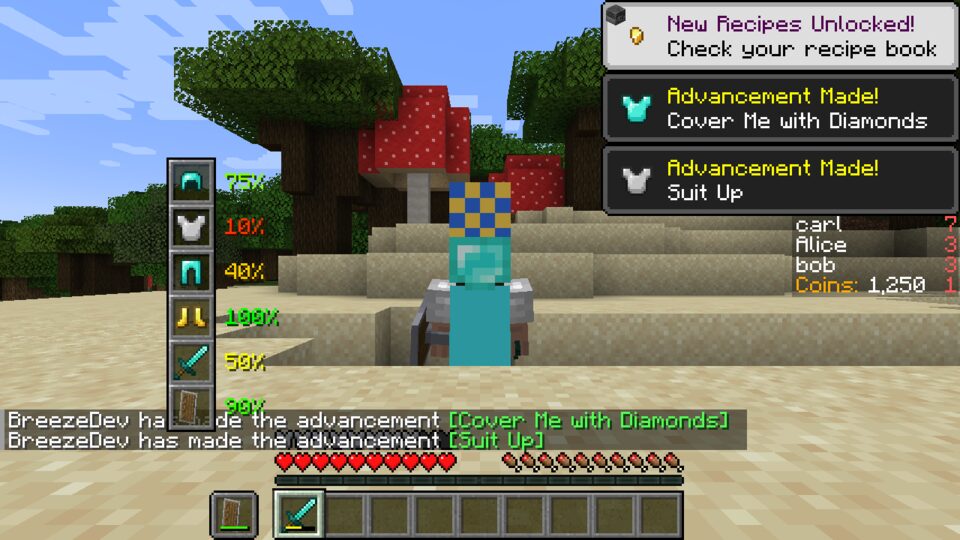 New Recipes Unlocked!
Check your recipe book
Advancement Made!
Cover Me with Diamonds
Advancement Made!
Suit Up
75%
10%
40%
100%
50%
90%
carl 7
Alice 3
bob 3
Coins: 1,250 1
BreezeDev has made the advancement [Cover Me with Diamonds]
BreezeDev has made the advancement [Suit Up]